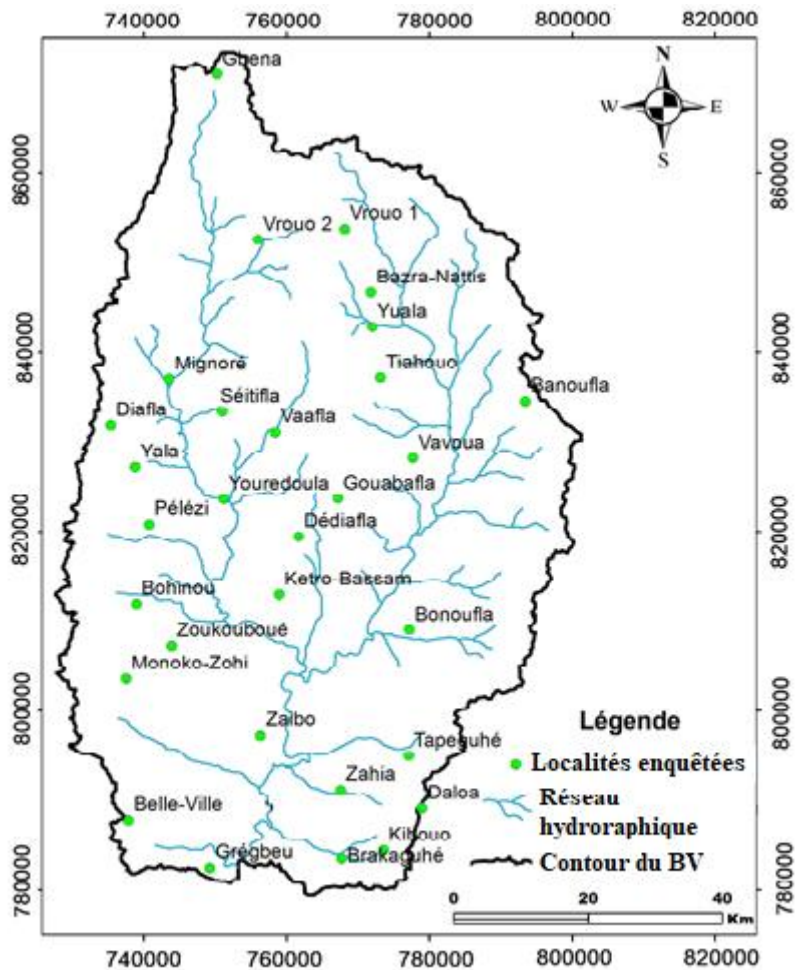 740000 760000 780000 800000 820000
Gbena
N
W E
S
860000 860000
Vrouo 2 Vrouo 1
Bazra-Nattis
Yuala
840000 840000
Mignoré Tiahouo
Séitifla Banoufla
Diafla Vaafla
Yala Vavoua
Youredoula Gouabafla
Pélézi Dédiafla
820000 820000
Ketro-Bassam
Bohinou Bonoufla
Zoukouboué
Monoko-Zohi
800000 800000
Zaibo Légende
Tapeguhé Localités enquêtées
Zahia Daloa Réseau
Belle-Ville hydroraphique
Kibouo
Grégbeu Brakaguhé Contour du BV
780000 780000
0 20 40
Km
740000 760000 780000 800000 820000